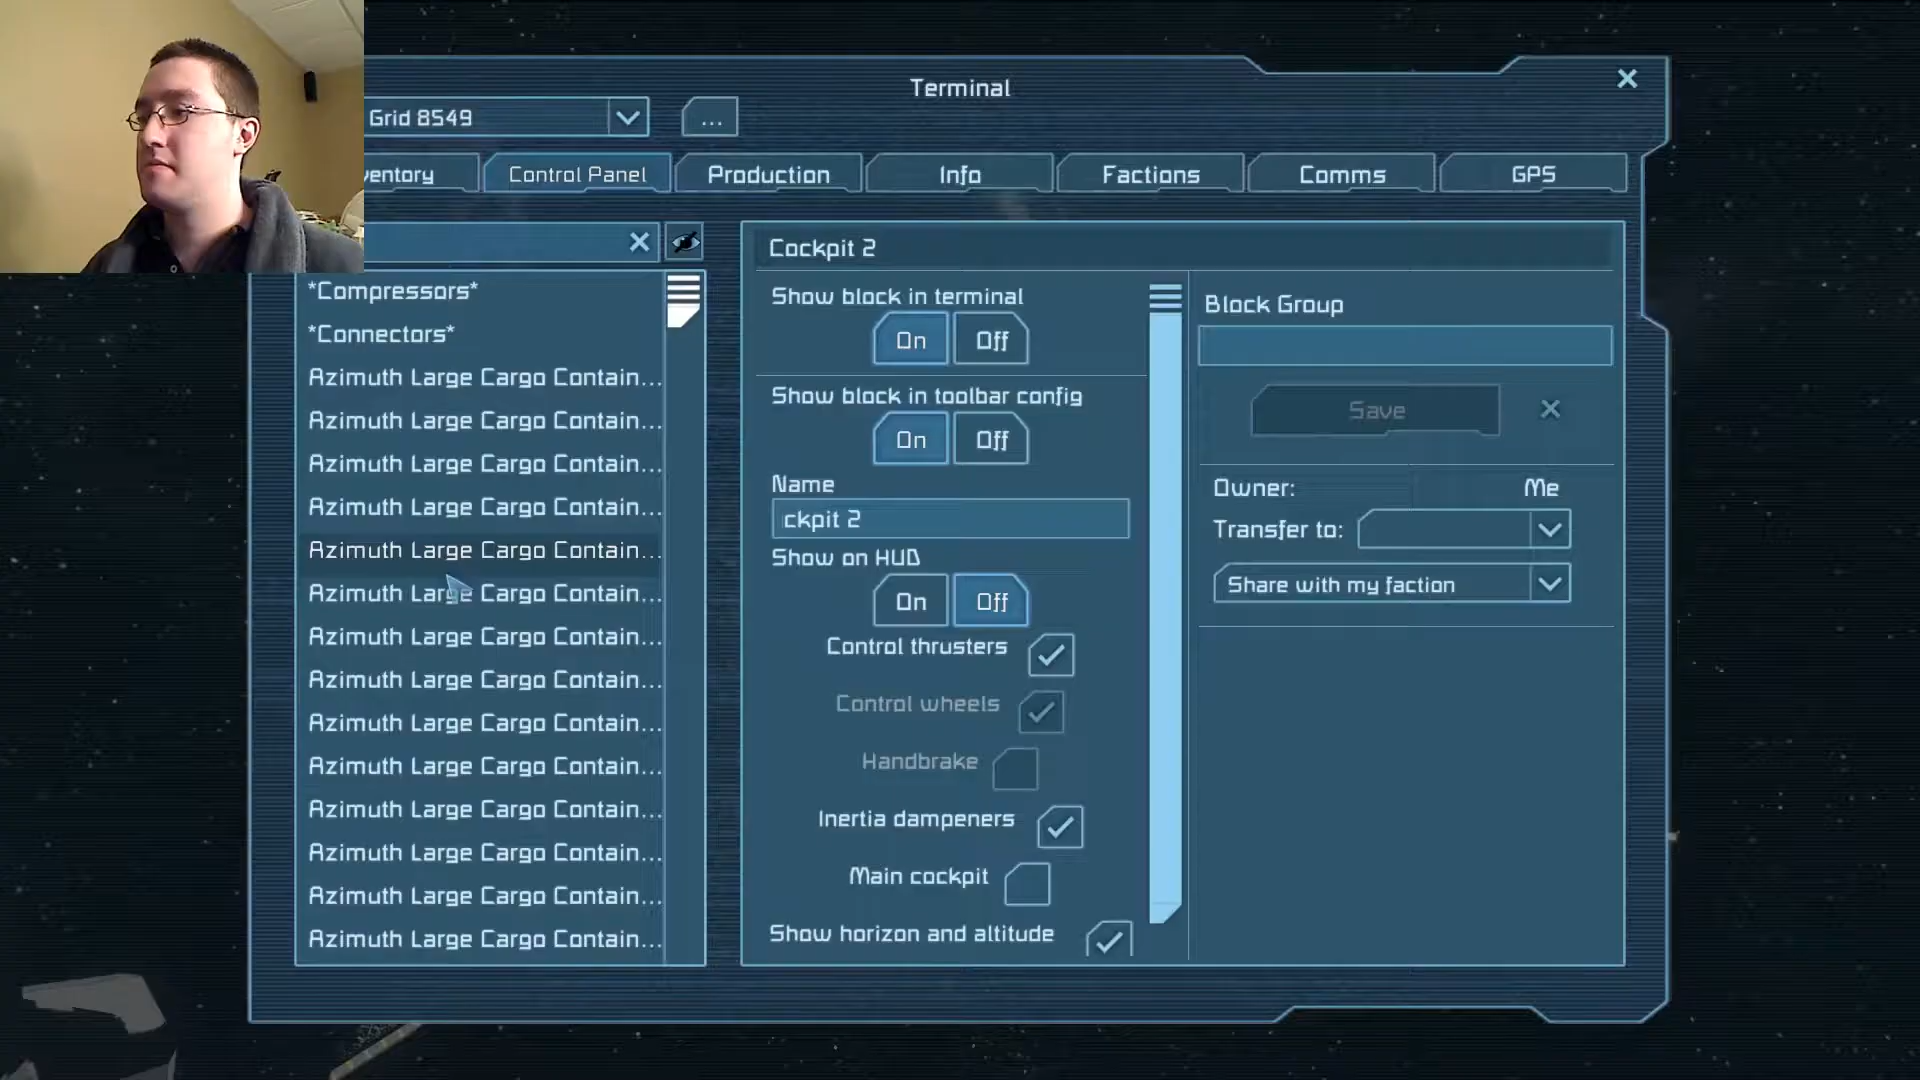 Terminal
Grid 8549
...
ventory
Control Panel
Production
Info
Factions
Comms
GPS
*Compressors*
*Connectors*
Azimuth Large Cargo Contain...
Azimuth Large Cargo Contain...
Azimuth Large Cargo Contain...
Azimuth Large Cargo Contain...
Azimuth Large Cargo Contain...
Azimuth Large Cargo Contain...
Azimuth Large Cargo Contain...
Azimuth Large Cargo Contain...
Azimuth Large Cargo Contain...
Azimuth Large Cargo Contain...
Azimuth Large Cargo Contain...
Azimuth Large Cargo Contain...
Azimuth Large Cargo Contain...
Azimuth Large Cargo Contain...
Cockpit 2
Show block in terminal
On Off
Show block in toolbar config
On Off
Name
ckpit 2
Show on HUD
On Off
Control thrusters
Control wheels
Handbrake
Inertia dampeners
Main cockpit
Show horizon and altitude
Block Group
Save
Owner: Me
Transfer to:
Share with my faction